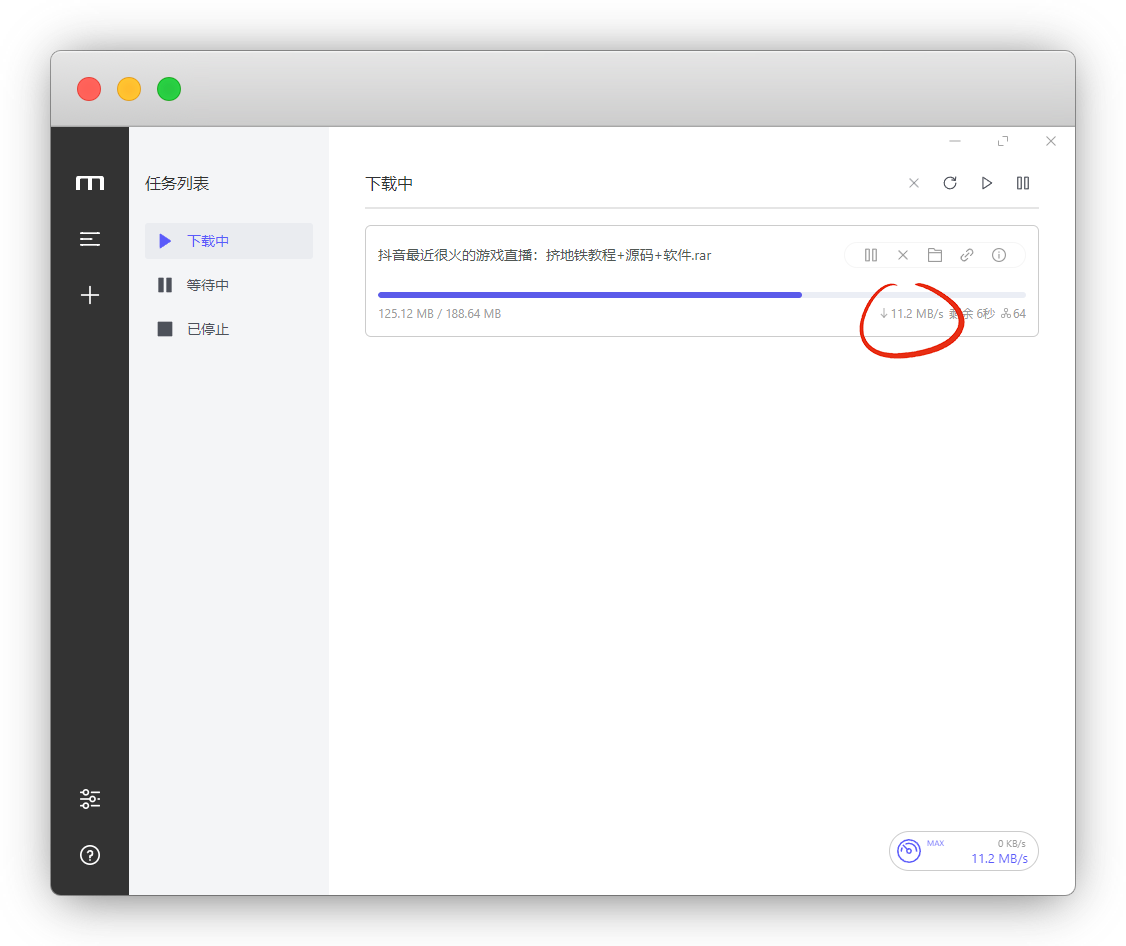 任务列表
下载中
等待中
已停止
下载中
抖音最近很火的游戏直播：挤地铁教程+源码+软件.rar
125.12 MB / 188.64 MB
↓ 11.2 MB/s 剩余 6秒 64
MAX
0 KB/s
11.2 MB/s